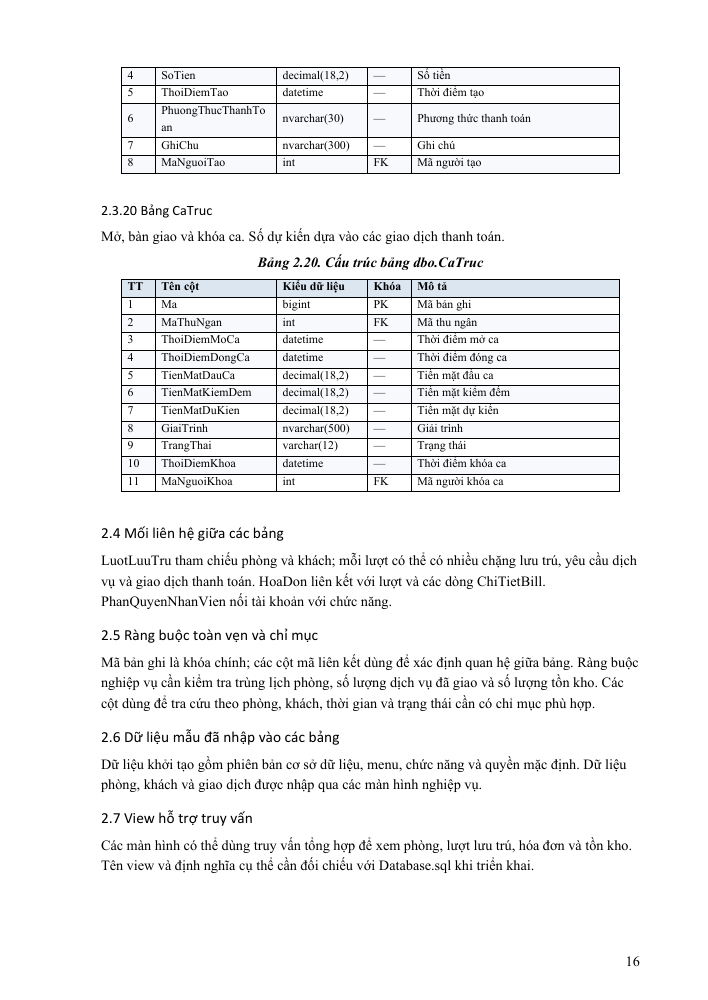 4 SoTien decimal(18,2) — Số tiền
5 ThoiDiemTao datetime — Thời điểm tạo
6 PhuongThucThanhTo
an nvarchar(30) — Phương thức thanh toán
7 GhiChu nvarchar(300) — Ghi chú
8 MaNguoiTao int FK Mã người tạo
2.3.20 Bảng CaTruc
Mở, bàn giao và khóa ca. Số dự kiến dựa vào các giao dịch thanh toán.
Bảng 2.20. Cấu trúc bảng dbo.CaTruc
TT Tên cột Kiểu dữ liệu Khóa Mô tả
1 Ma bigint PK Mã bản ghi
2 MaThuNgan int FK Mã thu ngân
3 ThoiDiemMoCa datetime — Thời điểm mở ca
4 ThoiDiemDongCa datetime — Thời điểm đóng ca
5 TienMatDauCa decimal(18,2) — Tiền mặt đầu ca
6 TienMatKiemDem decimal(18,2) — Tiền mặt kiểm đếm
7 TienMatDuKien decimal(18,2) — Tiền mặt dự kiến
8 GiaiTrinh nvarchar(500) — Giải trình
9 TrangThai varchar(12) — Trạng thái
10 ThoiDiemKhoa datetime — Thời điểm khóa ca
11 MaNguoiKhoa int FK Mã người khóa ca
2.4 Mối liên hệ giữa các bảng
LuotLuuTru tham chiếu phòng và khách; mỗi lượt có thể có nhiều chặng lưu trú, yêu cầu dịch
vụ và giao dịch thanh toán. HoaDon liên kết với lượt và các dòng ChiTietBill.
PhanQuyenNhanVien nối tài khoản với chức năng.
2.5 Ràng buộc toàn vẹn và chỉ mục
Mã bản ghi là khóa chính; các cột mã liên kết dùng để xác định quan hệ giữa bảng. Ràng buộc
nghiệp vụ cần kiểm tra trùng lịch phòng, số lượng dịch vụ đã giao và số lượng tồn kho. Các
cột dùng để tra cứu theo phòng, khách, thời gian và trạng thái cần có chỉ mục phù hợp.
2.6 Dữ liệu mẫu đã nhập vào các bảng
Dữ liệu khởi tạo gồm phiên bản cơ sở dữ liệu, menu, chức năng và quyền mặc định. Dữ liệu
phòng, khách và giao dịch được nhập qua các màn hình nghiệp vụ.
2.7 View hỗ trợ truy vấn
Các màn hình có thể dùng truy vấn tổng hợp để xem phòng, lượt lưu trú, hóa đơn và tồn kho.
Tên view và định nghĩa cụ thể cần đối chiếu với Database.sql khi triển khai.
16